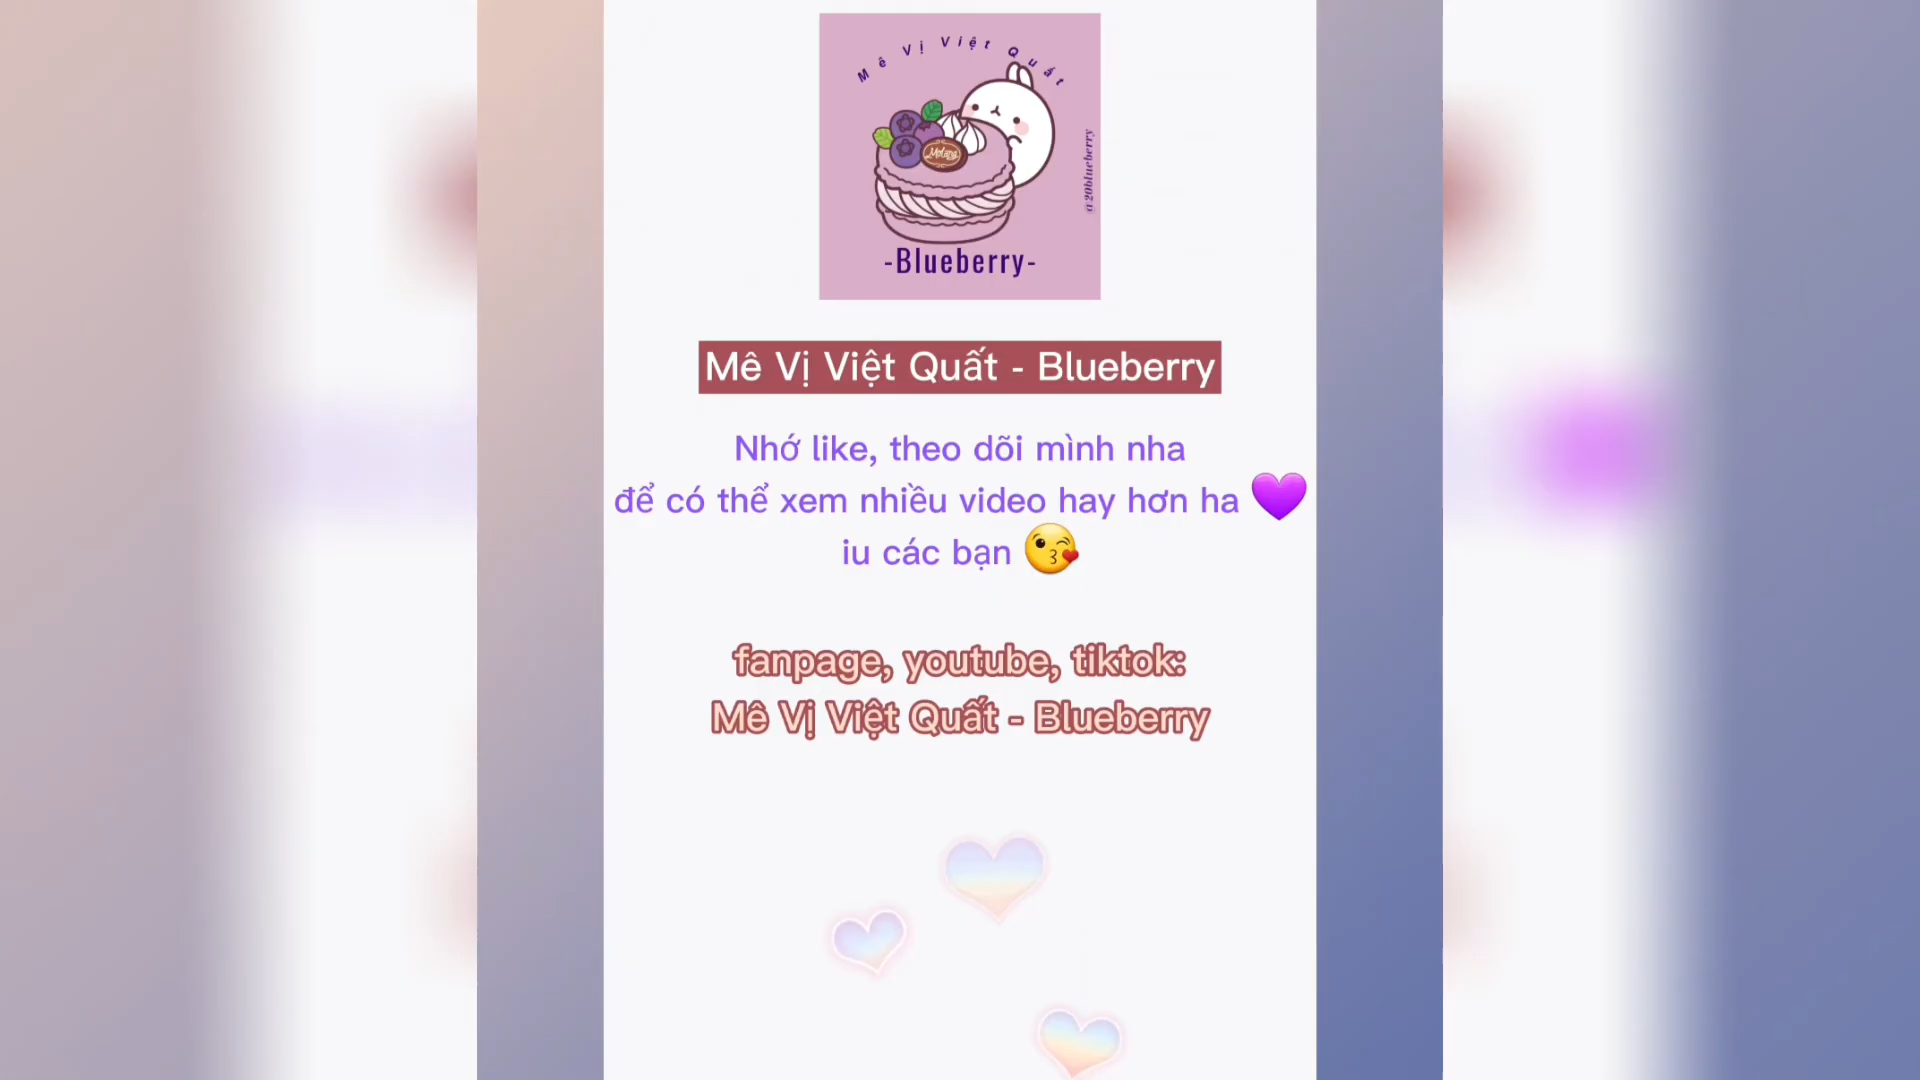 Mê Vị Việt Quất
Molang
@20blueberry
-Blueberry-
Mê Vị Việt Quất - Blueberry
Nhớ like, theo dõi mình nha
để có thể xem nhiều video hay hơn ha 💜
iu các bạn 😘
fanpage, youtube, tiktok:
Mê Vị Việt Quất - Blueberry